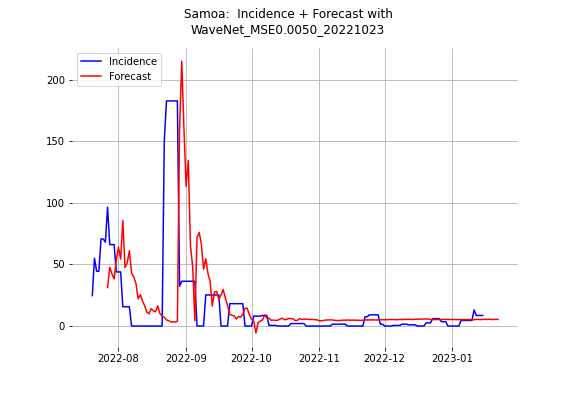 Samoa:  Incidence + Forecast with
WaveNet_MSE0.0050_20221023
Incidence
Forecast
200
150
100
50
0
2022-08
2022-09
2022-10
2022-11
2022-12
2023-01